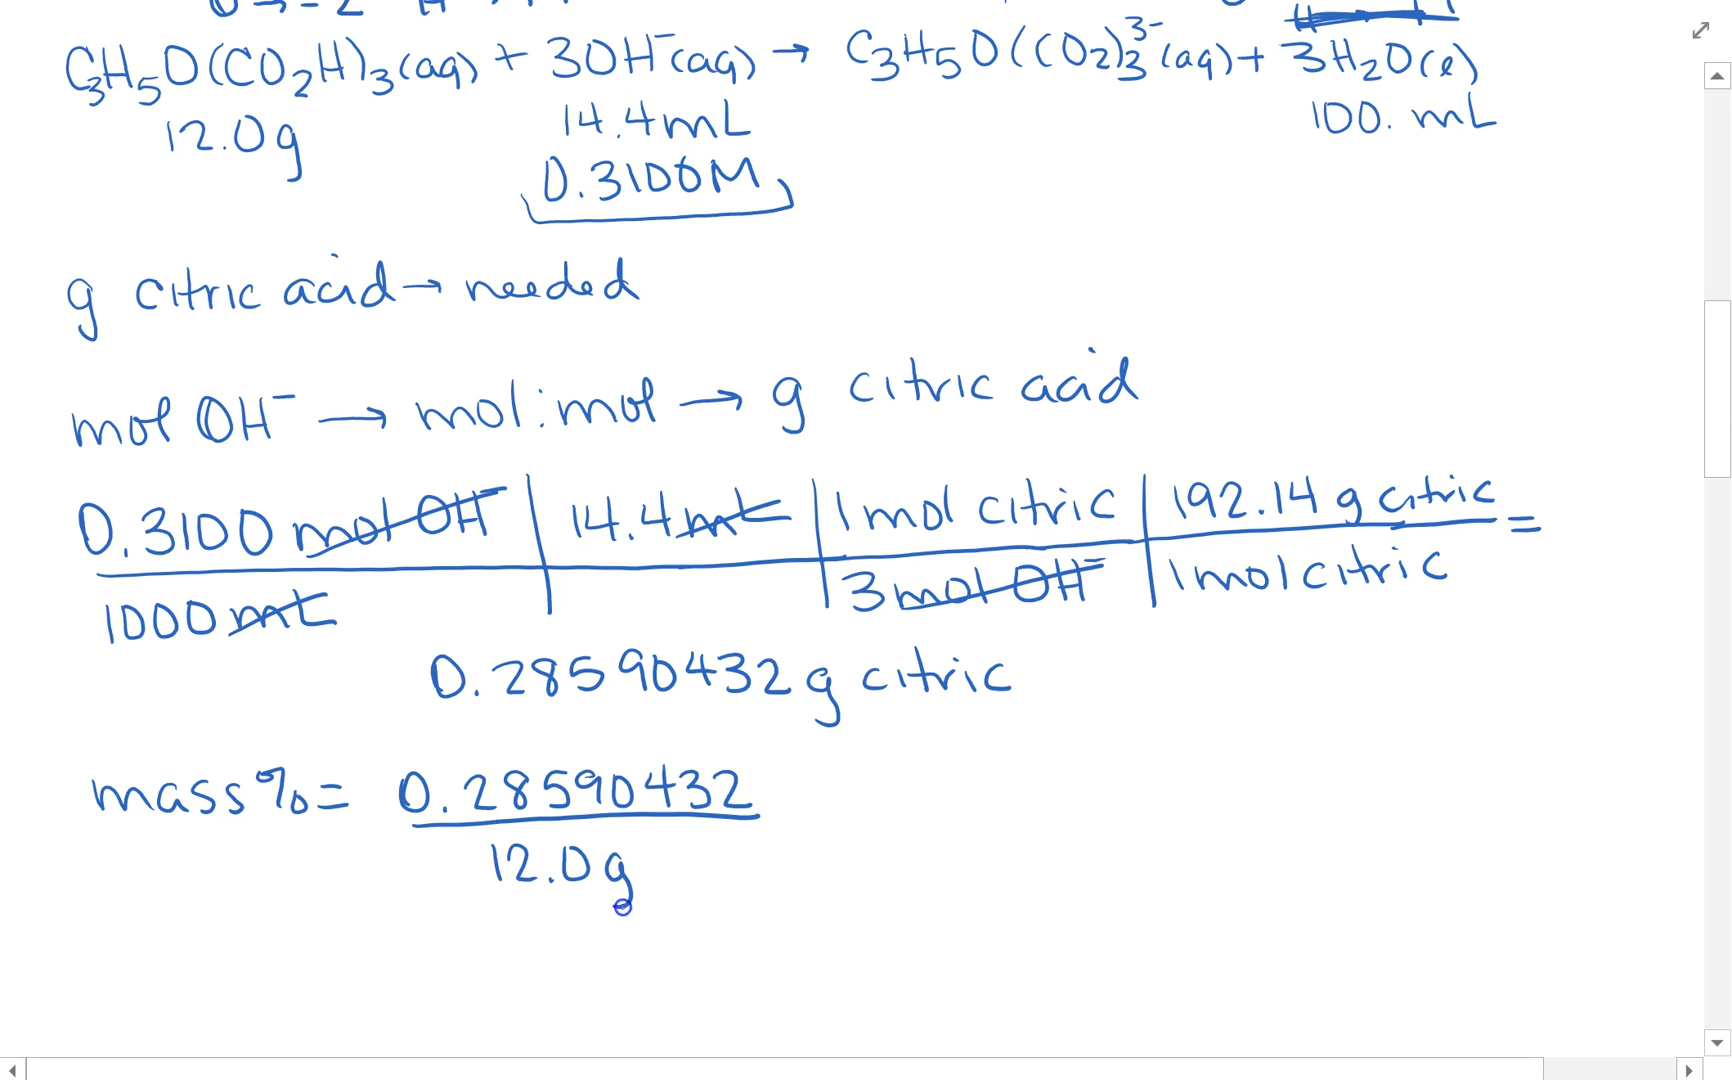 C₃H₅O(CO₂H)₃(aq) + 3OH⁻(aq) → C₃H₅O(CO₂)₃³⁻(aq) + 3H₂O(l)
12.0g 14.4mL 100. mL
0.3100M
g citric acid → needed
mol OH⁻ → mol:mol → g citric acid
0.3100 mol OH⁻ | 14.4 mL | 1 mol citric | 192.14 g citric =
1000 mL | | 3 mol OH⁻ | 1 mol citric
0.28590432 g citric
mass % = 0.28590432
12.0 g